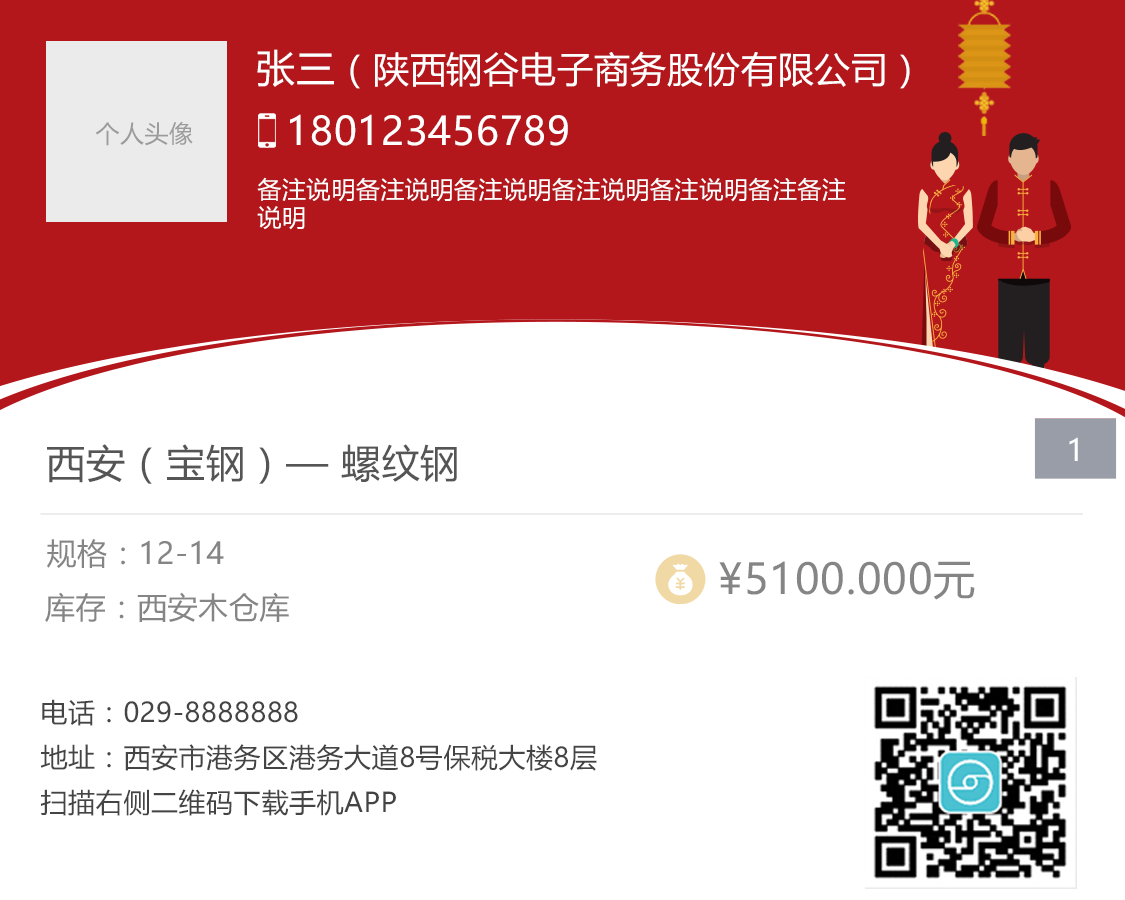 个人头像
张三（陕西钢谷电子商务股份有限公司）
180123456789
备注说明备注说明备注说明备注说明备注说明备注备注
说明
西安（宝钢）— 螺纹钢
1
规格：12-14
¥5100.000元
库存：西安木仓库
电话：029-8888888
地址：西安市港务区港务大道8号保税大楼8层
扫描右侧二维码下载手机APP